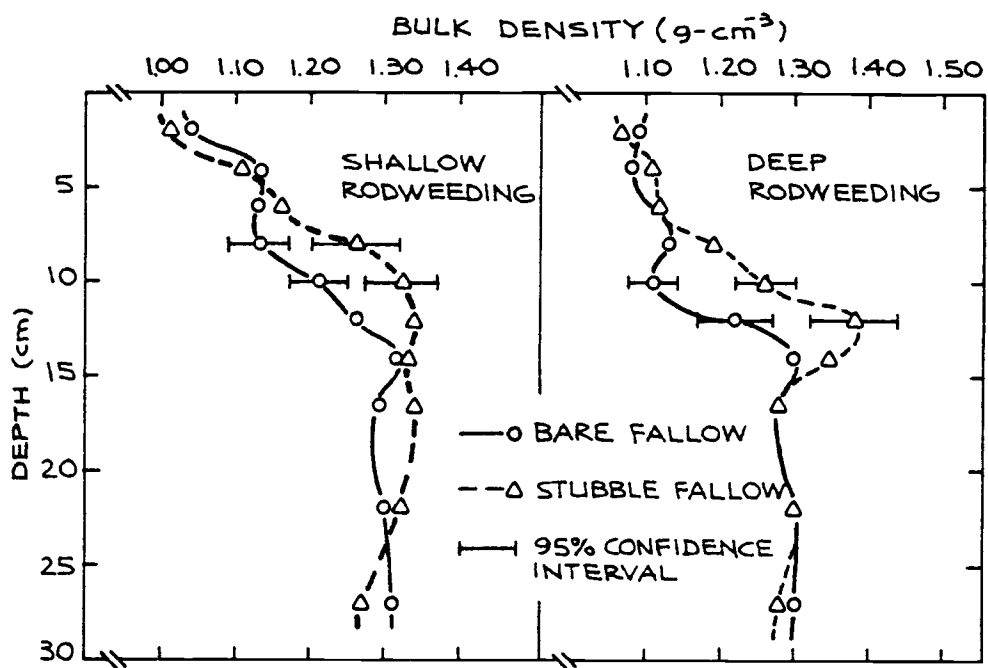 BULK DENSITY (g-cm⁻³)
1.00 1.10 1.20 1.30 1.40 1.10 1.20 1.30 1.40 1.50
SHALLOW
RODWEEDING
DEEP
RODWEEDING
DEPTH (cm)
5
10
15
20
25
30
BARE FALLOW
STUBBLE FALLOW
95% CONFIDENCE
INTERVAL